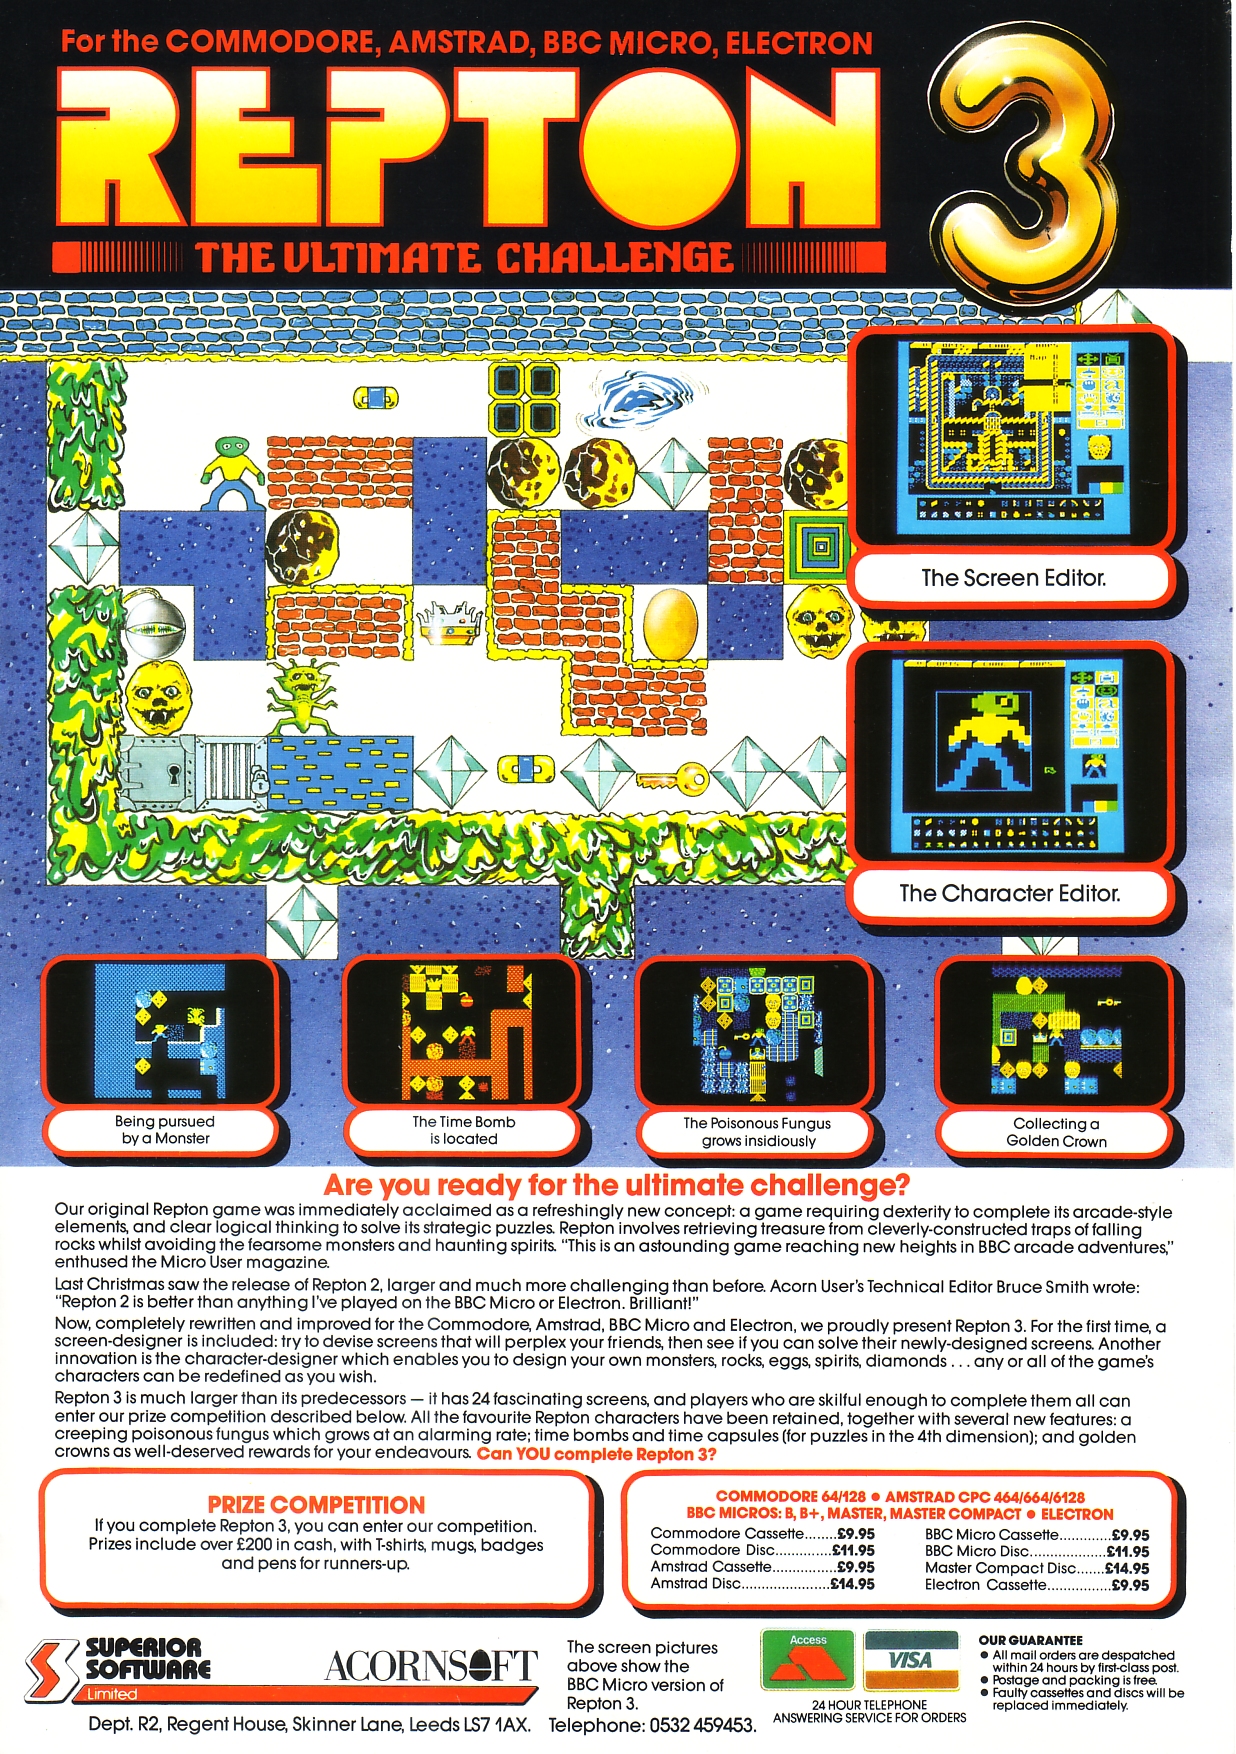 For the COMMODORE, AMSTRAD, BBC MICRO, ELECTRON
REPTON 3
THE ULTIMATE CHALLENGE
The Screen Editor.
The Character Editor.
Being pursued
by a Monster
The Time Bomb
is located
The Poisonous Fungus
grows insidiously
Collecting a
Golden Crown
Are you ready for the ultimate challenge?
Our original Repton game was immediately acclaimed as a refreshingly new concept: a game requiring dexterity to complete its arcade-style
elements, and clear logical thinking to solve its strategic puzzles. Repton involves retrieving treasure from cleverly-constructed traps of falling
rocks whilst avoiding the fearsome monsters and haunting spirits. "This is an astounding game reaching new heights in BBC arcade adventures,"
enthused the Micro User magazine.
Last Christmas saw the release of Repton 2, larger and much more challenging than before. Acorn User's Technical Editor Bruce Smith wrote:
"Repton 2 is better than anything I've played on the BBC Micro or Electron. Brilliant!"
Now, completely rewritten and improved for the Commodore, Amstrad, BBC Micro and Electron, we proudly present Repton 3. For the first time, a
screen-designer is included: try to devise screens that will perplex your friends, then see if you can solve their newly-designed screens. Another
innovation is the character-designer which enables you to design your own monsters, rocks, eggs, spirits, diamonds . . . any or all of the game's
characters can be redefined as you wish.
Repton 3 is much larger than its predecessors — it has 24 fascinating screens, and players who are skilful enough to complete them all can
enter our prize competition described below. All the favourite Repton characters have been retained, together with several new features: a
creeping poisonous fungus which grows at an alarming rate; time bombs and time capsules (for puzzles in the 4th dimension); and golden
crowns as well-deserved rewards for your endeavours. Can YOU complete Repton 3?
PRIZE COMPETITION
If you complete Repton 3, you can enter our competition.
Prizes include over £200 in cash, with T-shirts, mugs, badges
and pens for runners-up.
COMMODORE 64/128 ● AMSTRAD CPC 464/664/6128
BBC MICROS: B, B+, MASTER, MASTER COMPACT ● ELECTRON
Commodore Cassette........£9.95
Commodore Disc..............£11.95
Amstrad Cassette................£9.95
Amstrad Disc......................£14.95
BBC Micro Cassette.............£9.95
BBC Micro Disc...................£11.95
Master Compact Disc.......£14.95
Electron Cassette................£9.95
SUPERIOR
SOFTWARE
Limited
ACORNSOFT
The screen pictures
above show the
BBC Micro version of
Repton 3.
Access
VISA
24 HOUR TELEPHONE
ANSWERING SERVICE FOR ORDERS
OUR GUARANTEE
● All mail orders are despatched
within 24 hours by first-class post.
● Postage and packing is free.
● Faulty cassettes and discs will be
replaced immediately.
Dept. R2, Regent House, Skinner Lane, Leeds LS7 1AX. Telephone: 0532 459453.